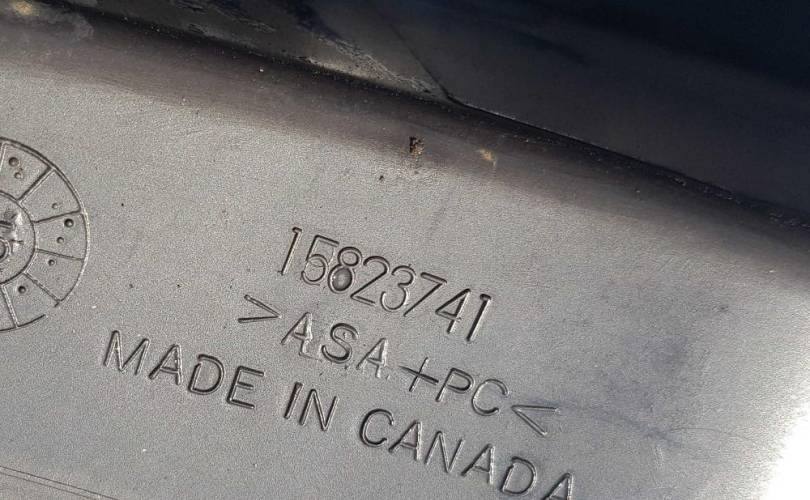 15823741
>ASA+PC<
MADE IN CANADA